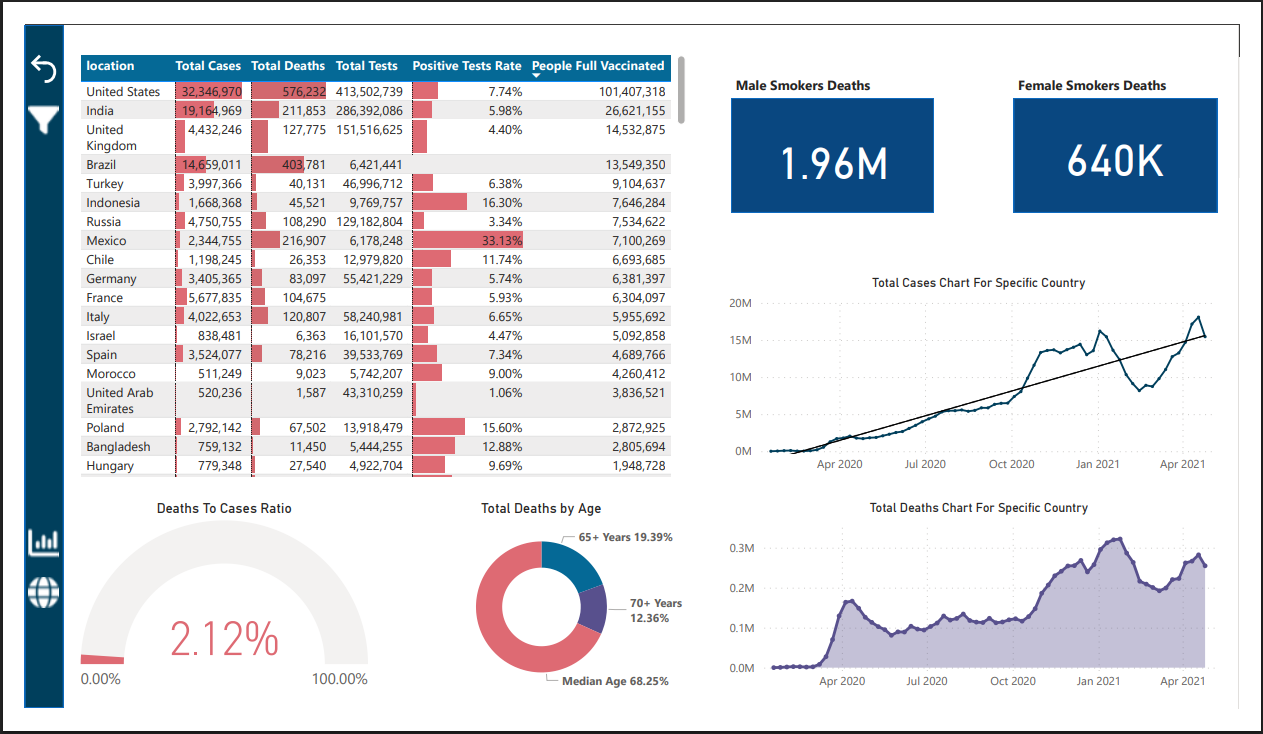 location Total Cases Total Deaths Total Tests Positive Tests Rate People Full Vaccinated
United States 32,346,970 576,232 413,502,739 7.74% 101,407,318
India 19,164,969 211,853 286,392,086 5.98% 26,621,155
United Kingdom 4,432,246 127,775 151,516,625 4.40% 14,532,875
Brazil 14,659,011 403,781 6,421,441 13,549,350
Turkey 3,997,366 40,131 46,996,712 6.38% 9,104,637
Indonesia 1,668,368 45,521 9,769,757 16.30% 7,646,284
Russia 4,750,755 108,290 129,182,804 3.34% 7,534,622
Mexico 2,344,755 216,907 6,178,248 33.13% 7,100,269
Chile 1,198,245 26,353 12,979,820 11.74% 6,693,685
Germany 3,405,365 83,097 55,421,229 5.74% 6,381,397
France 5,677,835 104,675 5.93% 6,304,097
Italy 4,022,653 120,807 58,240,981 6.65% 5,955,692
Israel 838,481 6,363 16,101,570 4.47% 5,092,858
Spain 3,524,077 78,216 39,533,769 7.34% 4,689,766
Morocco 511,249 9,023 5,742,207 9.00% 4,260,412
United Arab Emirates 520,236 1,587 43,310,259 1.06% 3,836,521
Poland 2,792,142 67,502 13,918,479 15.60% 2,872,925
Bangladesh 759,132 11,450 5,444,255 12.88% 2,805,694
Hungary 779,348 27,540 4,922,704 9.69% 1,948,728
Male Smokers Deaths
1.96M
Female Smokers Deaths
640K
Total Cases Chart For Specific Country
20M
15M
10M
5M
0M
Apr 2020 Jul 2020 Oct 2020 Jan 2021 Apr 2021
Deaths To Cases Ratio
2.12%
0.00% 100.00%
Total Deaths by Age
65+ Years 19.39%
70+ Years
12.36%
Median Age 68.25%
Total Deaths Chart For Specific Country
0.3M
0.2M
0.1M
0.0M
Apr 2020 Jul 2020 Oct 2020 Jan 2021 Apr 2021